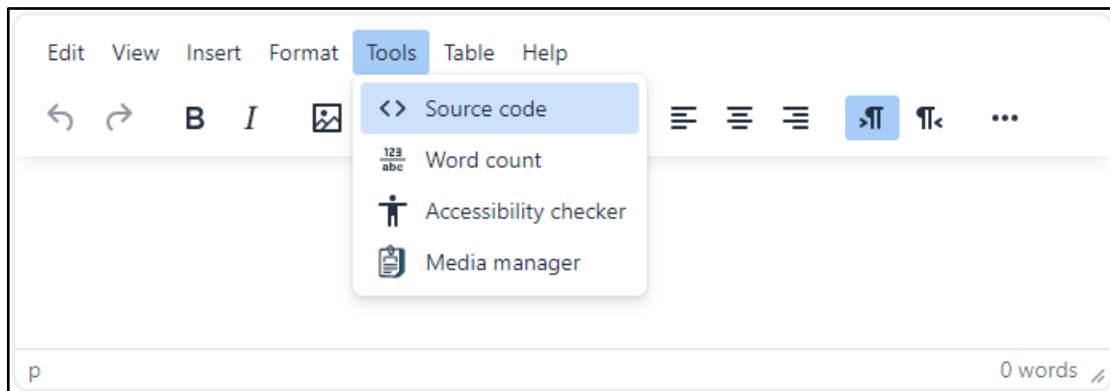 Edit View Insert Format Tools Table Help
B I
Source code
123
abc
Word count
Accessibility checker
Media manager
p
0 words